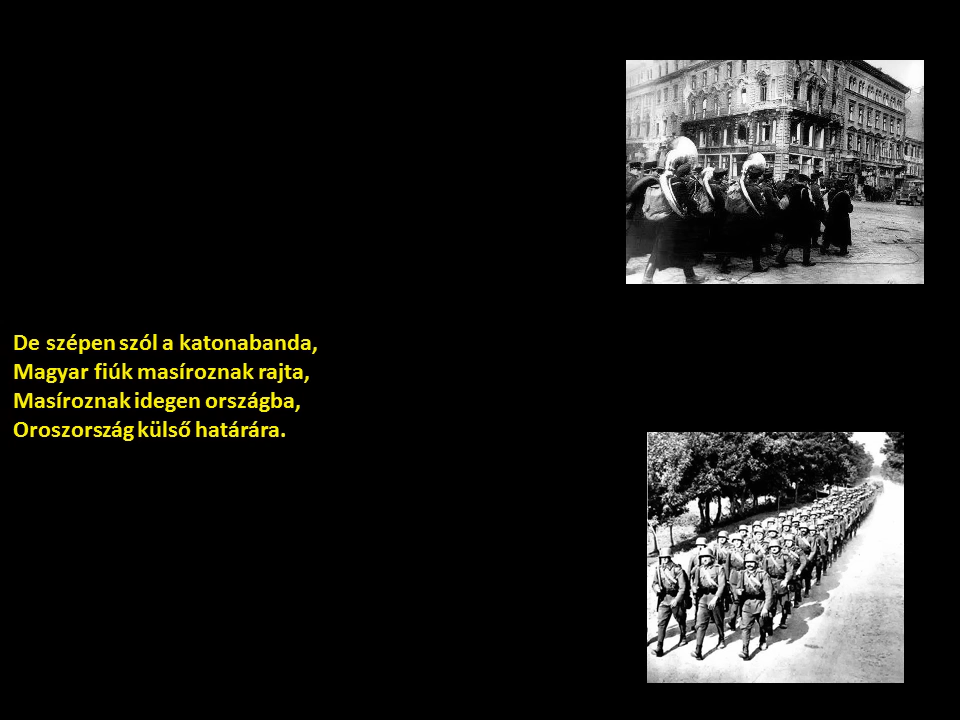 De szépen szól a katonabanda,
Magyar fiúk masíroznak rajta,
Masíroznak idegen országba,
Oroszország külső határára.